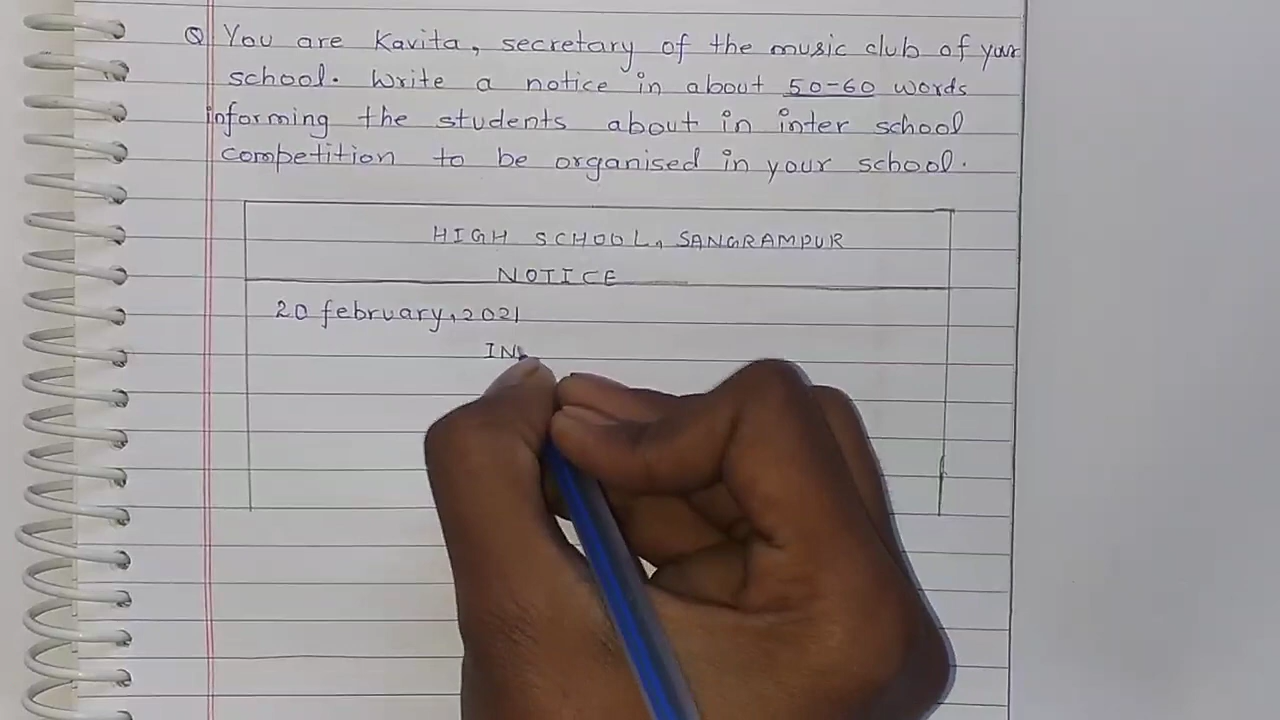 Q You are Kavita, secretary of the music club of your
school. Write a notice in about 50-60 words
informing the students about in inter school
competition to be organised in your school.
HIGH SCHOOL, SANGRAMPUR
NOTICE
20 february, 2021
IN